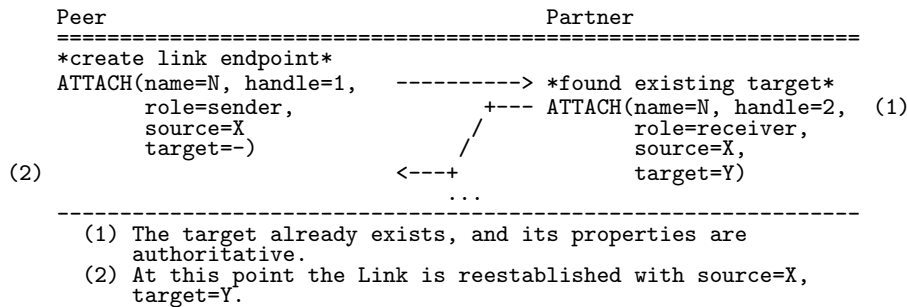 Peer Partner
================================================================
*create link endpoint*
ATTACH(name=N, handle=1, ----------> *found existing target*
role=sender, +--- ATTACH(name=N, handle=2, (1)
source=X / role=receiver,
target=-) / source=X,
(2) <---+ target=Y)
...
----------------------------------------------------------------
(1) The target already exists, and its properties are
authoritative.
(2) At this point the Link is reestablished with source=X,
target=Y.